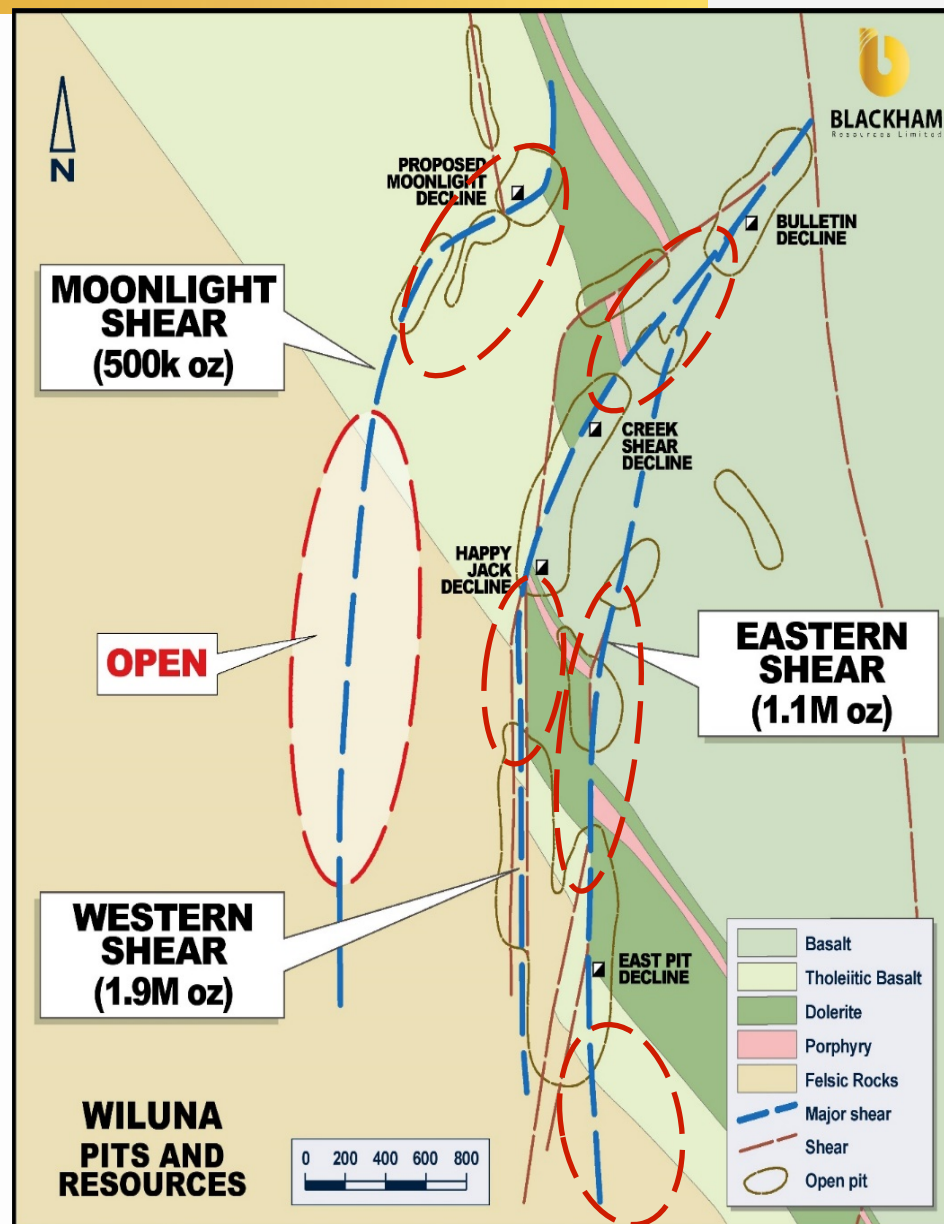 BLACKHAM
Resources Limited
N
PROPOSED
MOONLIGHT
DECLINE
BULLETIN
DECLINE
MOONLIGHT
SHEAR
(500k oz)
CREEK
SHEAR
DECLINE
HAPPY
JACK
DECLINE
OPEN
EASTERN
SHEAR
(1.1M oz)
WESTERN
SHEAR
(1.9M oz)
EAST PIT
DECLINE
WILUNA
PITS AND
RESOURCES
0 200 400 600 800
Basalt
Tholeiitic Basalt
Dolerite
Porphyry
Felsic Rocks
Major shear
Shear
Open pit